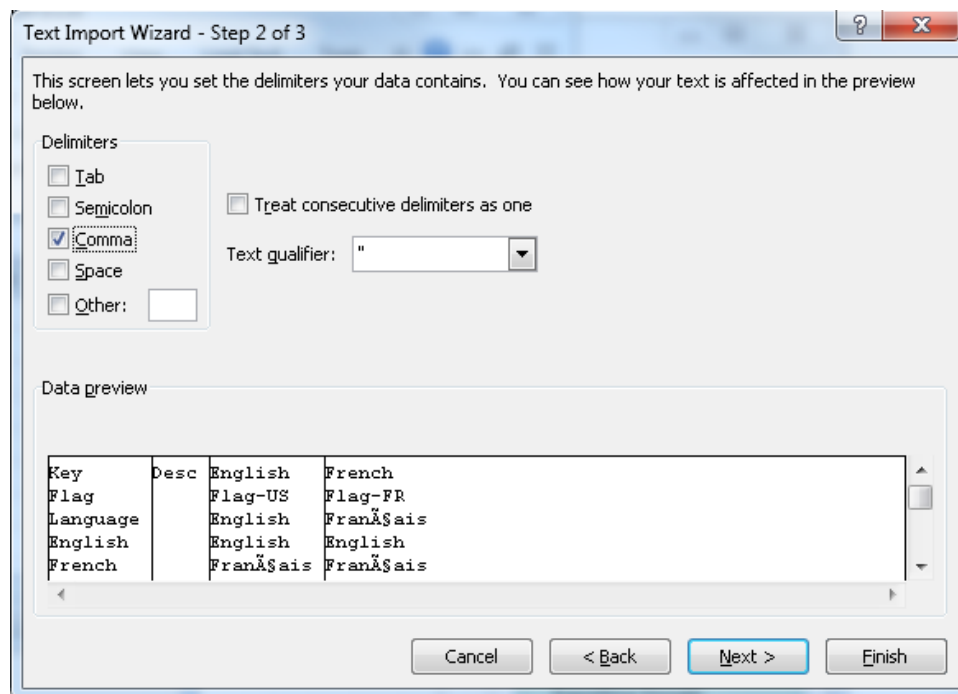 Text Import Wizard - Step 2 of 3
This screen lets you set the delimiters your data contains.  You can see how your text is affected in the preview
below.
Delimiters
Tab
Semicolon
Comma
Space
Other:
Treat consecutive delimiters as one
Text qualifier: "
Data preview
Key Desc English French
Flag Flag-US Flag-FR
Language English FranÃ§ais
English English English
French FranÃ§ais FranÃ§ais
Cancel < Back Next > Finish